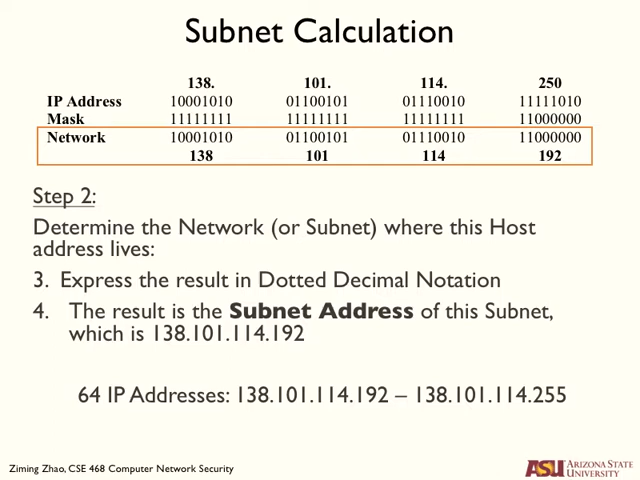 Subnet Calculation
138. 101. 114. 250
IP Address 10001010 01100101 01110010 11111010
Mask 11111111 11111111 11111111 11000000
Network 10001010 01100101 01110010 11000000
138 101 114 192
Step 2:
Determine the Network (or Subnet) where this Host
address lives:
3. Express the result in Dotted Decimal Notation
4. The result is the Subnet Address of this Subnet,
which is 138.101.114.192
64 IP Addresses: 138.101.114.192 – 138.101.114.255
Ziming Zhao, CSE 468 Computer Network Security
ASU ARIZONA STATE
UNIVERSITY